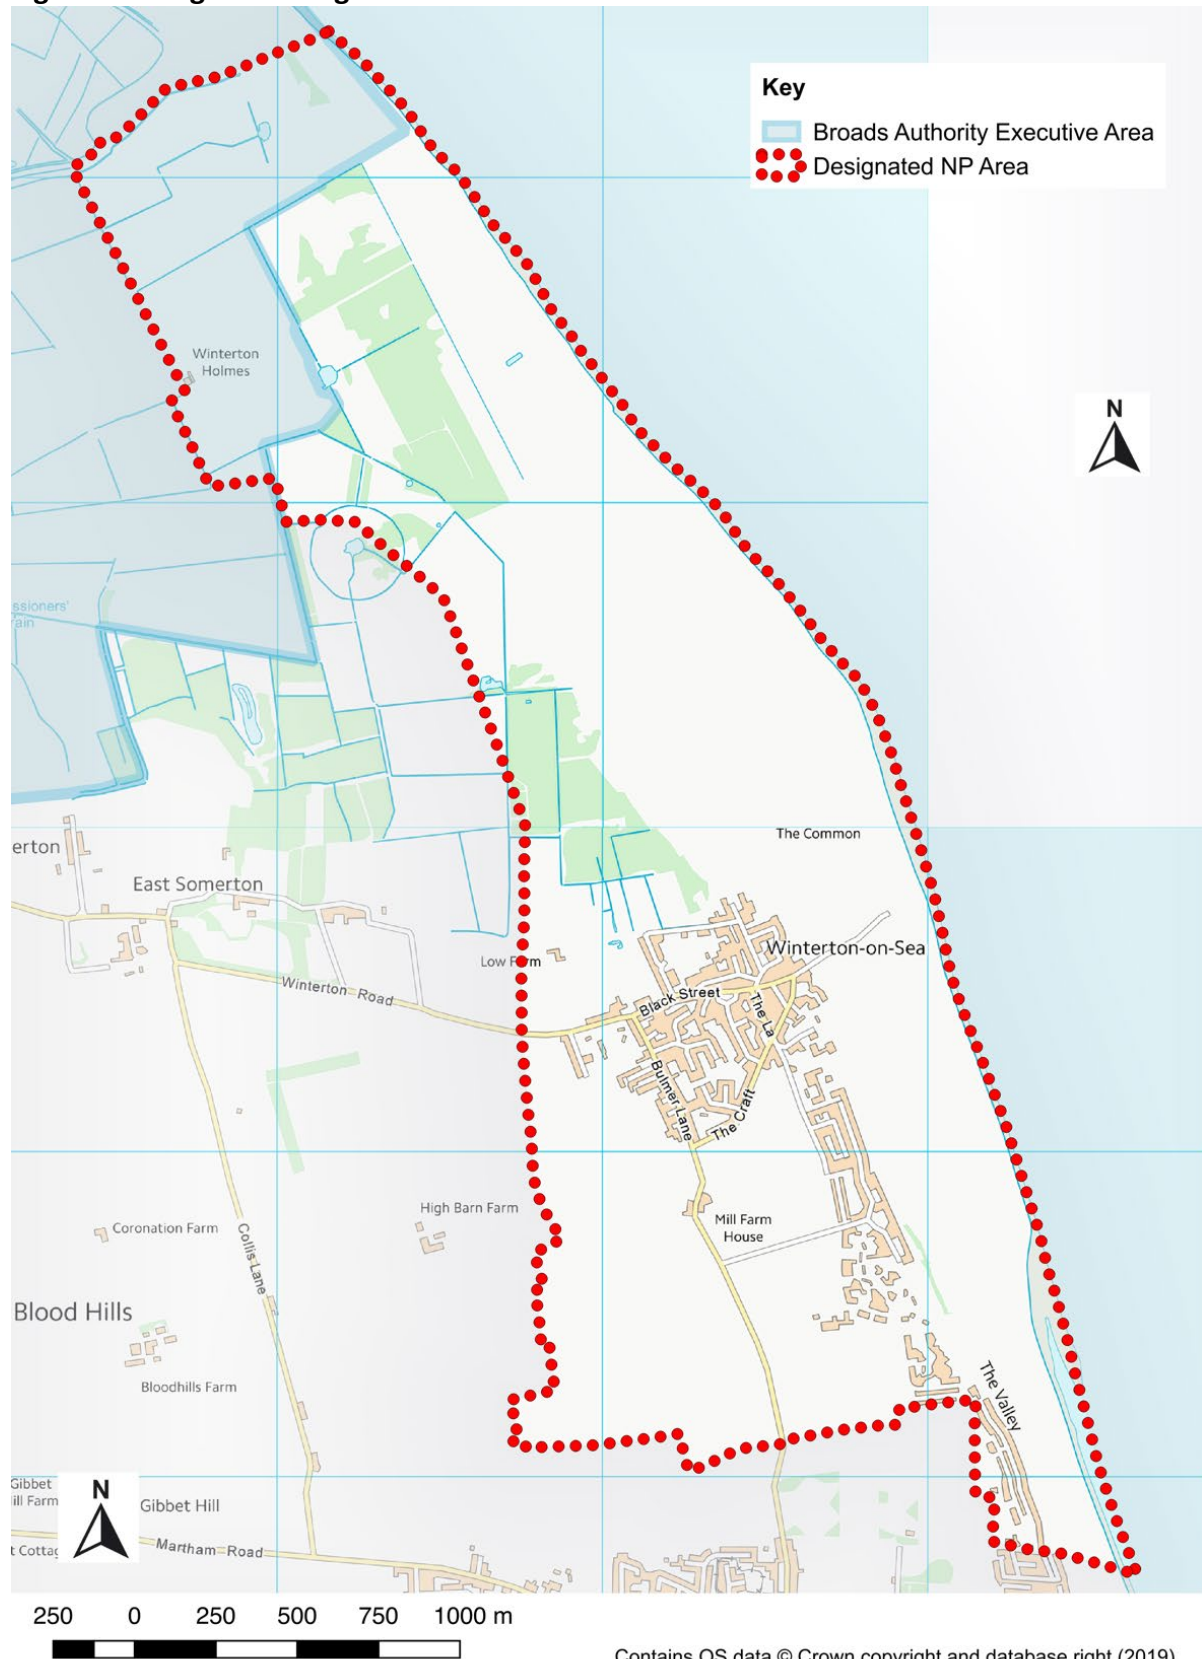 Key
Broads Authority Executive Area
Designated NP Area
Winterton
Holmes
N
ssioners'
ain
The Common
erton
East Somerton
Winterton-on-Sea
Low Farm
Winterton Road
Black Street
The La
Bulmer Lane
The Craft
High Barn Farm
Coronation Farm
Collis Lane
Mill Farm
House
Blood Hills
Bloodhills Farm
The Valley
Gibbet
ill Farm
N
Gibbet Hill
t Cottag
Martham Road
250 0 250 500 750 1000 m
Contains OS data © Crown copyright and database right (2019)